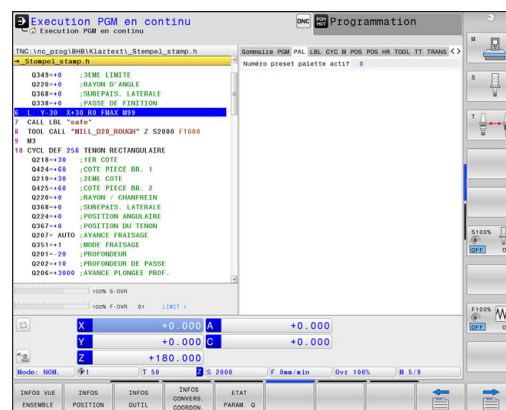 Execution PGM en continu
Execution PGM en continu
DNC
Programmation
TNC:\nc_prog\BHB\Klartext\_Stempel_stamp.h
→_Stempel_stamp.h
Q349=+0 ;3EME LIMITE
Q220=+0 ;RAYON D'ANGLE
Q368=+0 ;SUREPAIS. LATERALE
Q338=+0 ;PASSE DE FINITION
6 L Y-30 X+30 R0 FMAX M99
7 CALL LBL "safe"
8 TOOL CALL "MILL_D20_ROUGH" Z S2000 F1000
9 M3
10 CYCL DEF 256 TENON RECTANGULAIRE
Q218=+30 ;1ER COTE
Q424=+60 ;COTE PIECE BR. 1
Q219=+30 ;2EME COTE
Q425=+60 ;COTE PIECE BR. 2
Q220=+0 ;RAYON / CHANFREIN
Q368=+0 ;SUREPAIS. LATERALE
Q224=+0 ;POSITION ANGULAIRE
Q367=+0 ;POSITION DU TENON
Q207= AUTO ;AVANCE FRAISAGE
Q351=+1 ;MODE FRAISAGE
Q201=-20 ;PROFONDEUR
Q202=+10 ;PROFONDEUR DE PASSE
Q206=+3000 ;AVANCE PLONGEE PROF.
Sommaire PGM PAL LBL CYC M POS POS HR TOOL TT TRANS
Numéro preset palette actif 0
100% S-OVR
100% F-OVR S1 LIMIT 1
X +0.000 A +0.000
Y +0.000 C +0.000
Z +180.000
Mode: NOM. 1 T 50 Z S 2000 F 0mm/min Ovr 100% M 5/9
INFOS VUE ENSEMBLE
INFOS POSITION
INFOS OUTIL
INFOS CONVERS. COORDON.
ETAT PARAM. Q
M
S
T
S100%
OFF
F100%
OFF